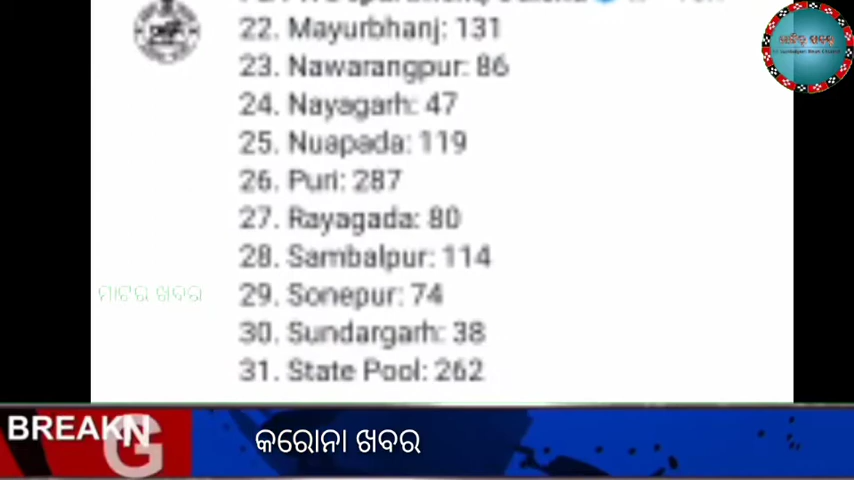 22. Mayurbhanj: 131
23. Nawarangpur: 86
24. Nayagarh: 47
25. Nuapada: 119
26. Puri: 287
27. Rayagada: 80
28. Sambalpur: 114
ମାଟର ଖବର
29. Sonepur: 74
30. Sundargarh: 38
31. State Pool: 262
BREAKN
G
କରୋନା ଖବର